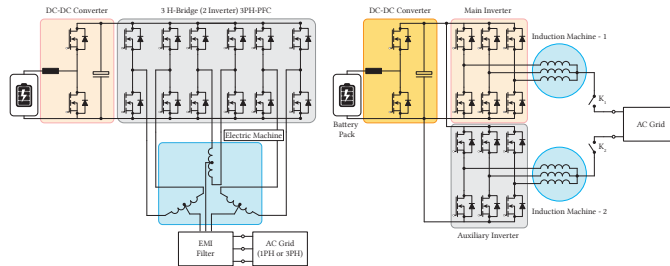 DC-DC Converter
3 H-Bridge (2 Inverter) 3PH-PFC
Electric Machine
EMI
Filter
AC Grid
(1PH or 3PH)
DC-DC Converter
Main Inverter
Induction Machine - 1
Battery
Pack
K1
AC Grid
K2
Induction Machine - 2
Auxiliary Inverter